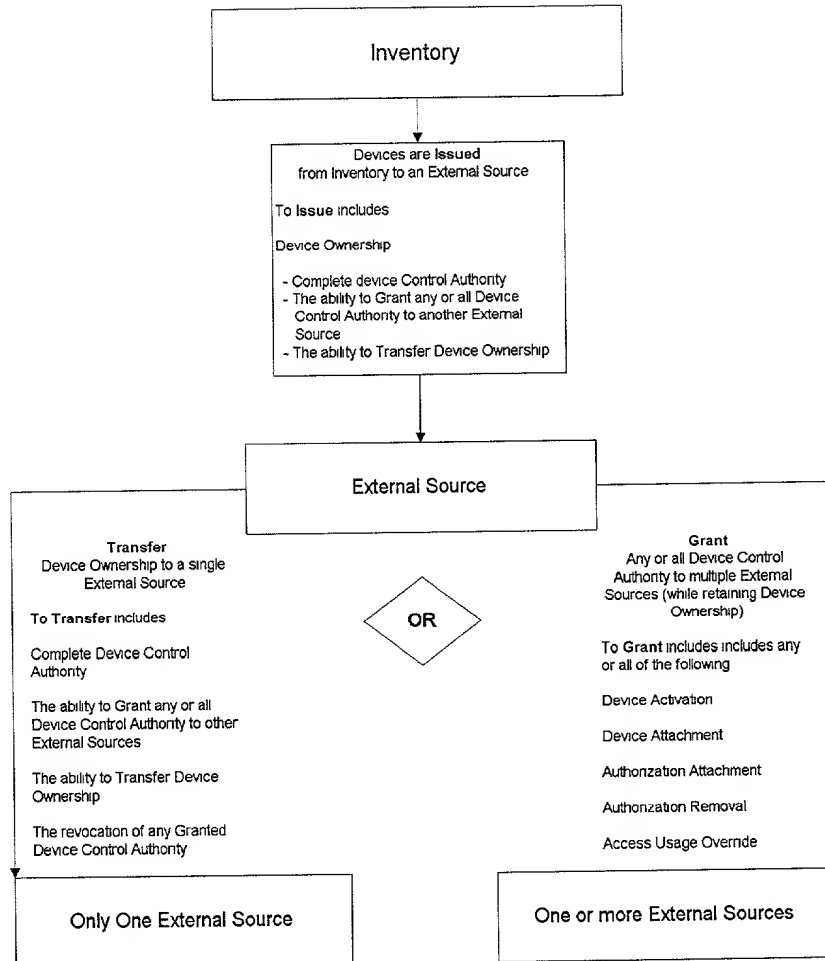 Inventory
Devices are Issued
from Inventory to an External Source
To Issue includes
Device Ownership
- Complete device Control Authority
- The ability to Grant any or all Device
Control Authority to another External
Source
- The ability to Transfer Device Ownership
External Source
Transfer
Device Ownership to a single
External Source
To Transfer includes
Complete Device Control
Authority
The ability to Grant any or all
Device Control Authority to other
External Sources
The ability to Transfer Device
Ownership
The revocation of any Granted
Device Control Authority
OR
Grant
Any or all Device Control
Authority to multiple External
Sources (while retaining Device
Ownership)
To Grant includes includes any
or all of the following
Device Activation
Device Attachment
Authorization Attachment
Authorization Removal
Access Usage Override
Only One External Source
One or more External Sources